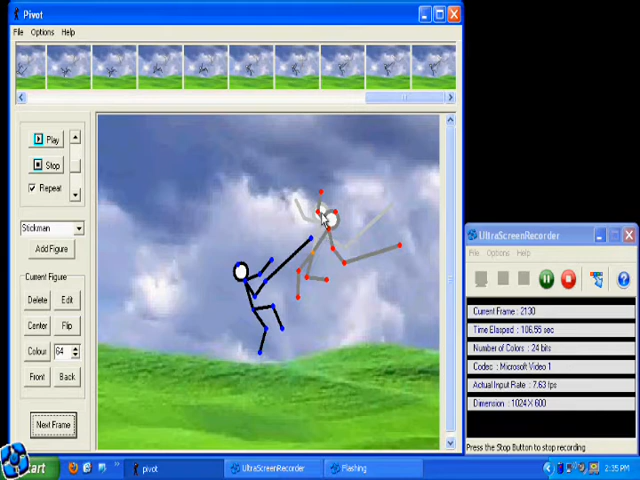 Pivot
File Options Help
Play
Stop
Repeat
Stickman
Add Figure
Current Figure
Delete Edit
Center Flip
Colour 64
Front Back
Next Frame
UltraScreenRecorder
File Options Help
Current Frame : 2130
Time Elasped : 106.55 sec
Number of Colors : 24 bits
Codec : Microsoft Video 1
Actual Input Rate : 7.63 fps
Dimension : 1024 X 600
Press the Stop Button to stop recording
start
pivot
UltraScreenRecorder
Flashing
2:35 PM